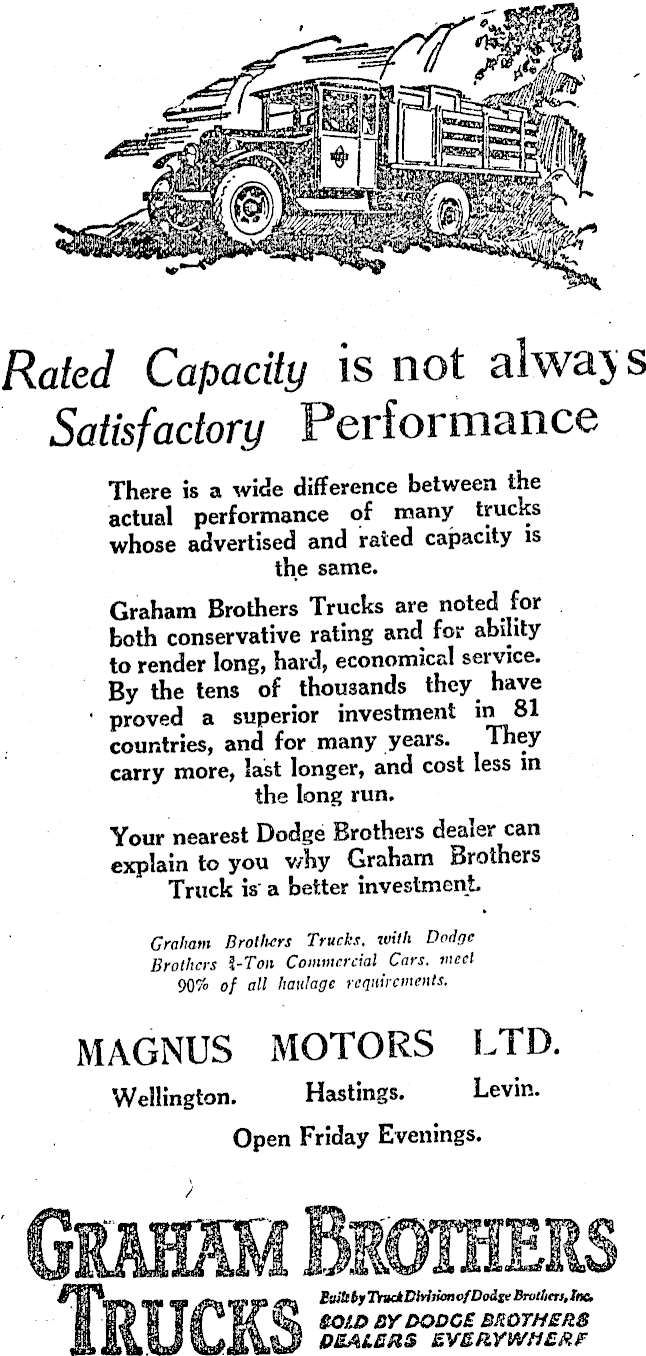 Rated Capacity is not always
Satisfactory Performance
There is a wide difference between the
actual performance of many trucks
whose advertised and rated capacity is
the same.
Graham Brothers Trucks are noted for
both conservative rating and for ability
to render long, hard, economical service.
By the tens of thousands they have
proved a superior investment in 81
countries, and for many years. They
carry more, last longer, and cost less in
the long run.
Your nearest Dodge Brothers dealer can
explain to you why Graham Brothers
Truck is a better investment.
Graham Brothers Trucks, with Dodge
Brothers ¾-Ton Commercial Cars, meet
90% of all haulage requirements.
MAGNUS MOTORS LTD.
Wellington. Hastings. Levin.
Open Friday Evenings.
GRAHAM BROTHERS
TRUCKS
Built by Truck Division of Dodge Brothers, Inc.
SOLD BY DODGE BROTHERS
DEALERS EVERYWHERE